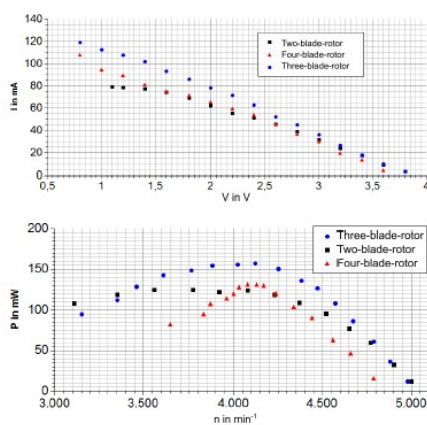 140
120
100
80
60
40
20
0
I in mA
Two-blade-rotor
Four-blade-rotor
Three-blade-rotor
0,5 1 1,5 2 2,5 3 3,5 4
V in V
200
150
100
50
0
P in mW
Three-blade-rotor
Two-blade-rotor
Four-blade-rotor
3.000 3.500 4.000 4.500 5.000
n in min-1